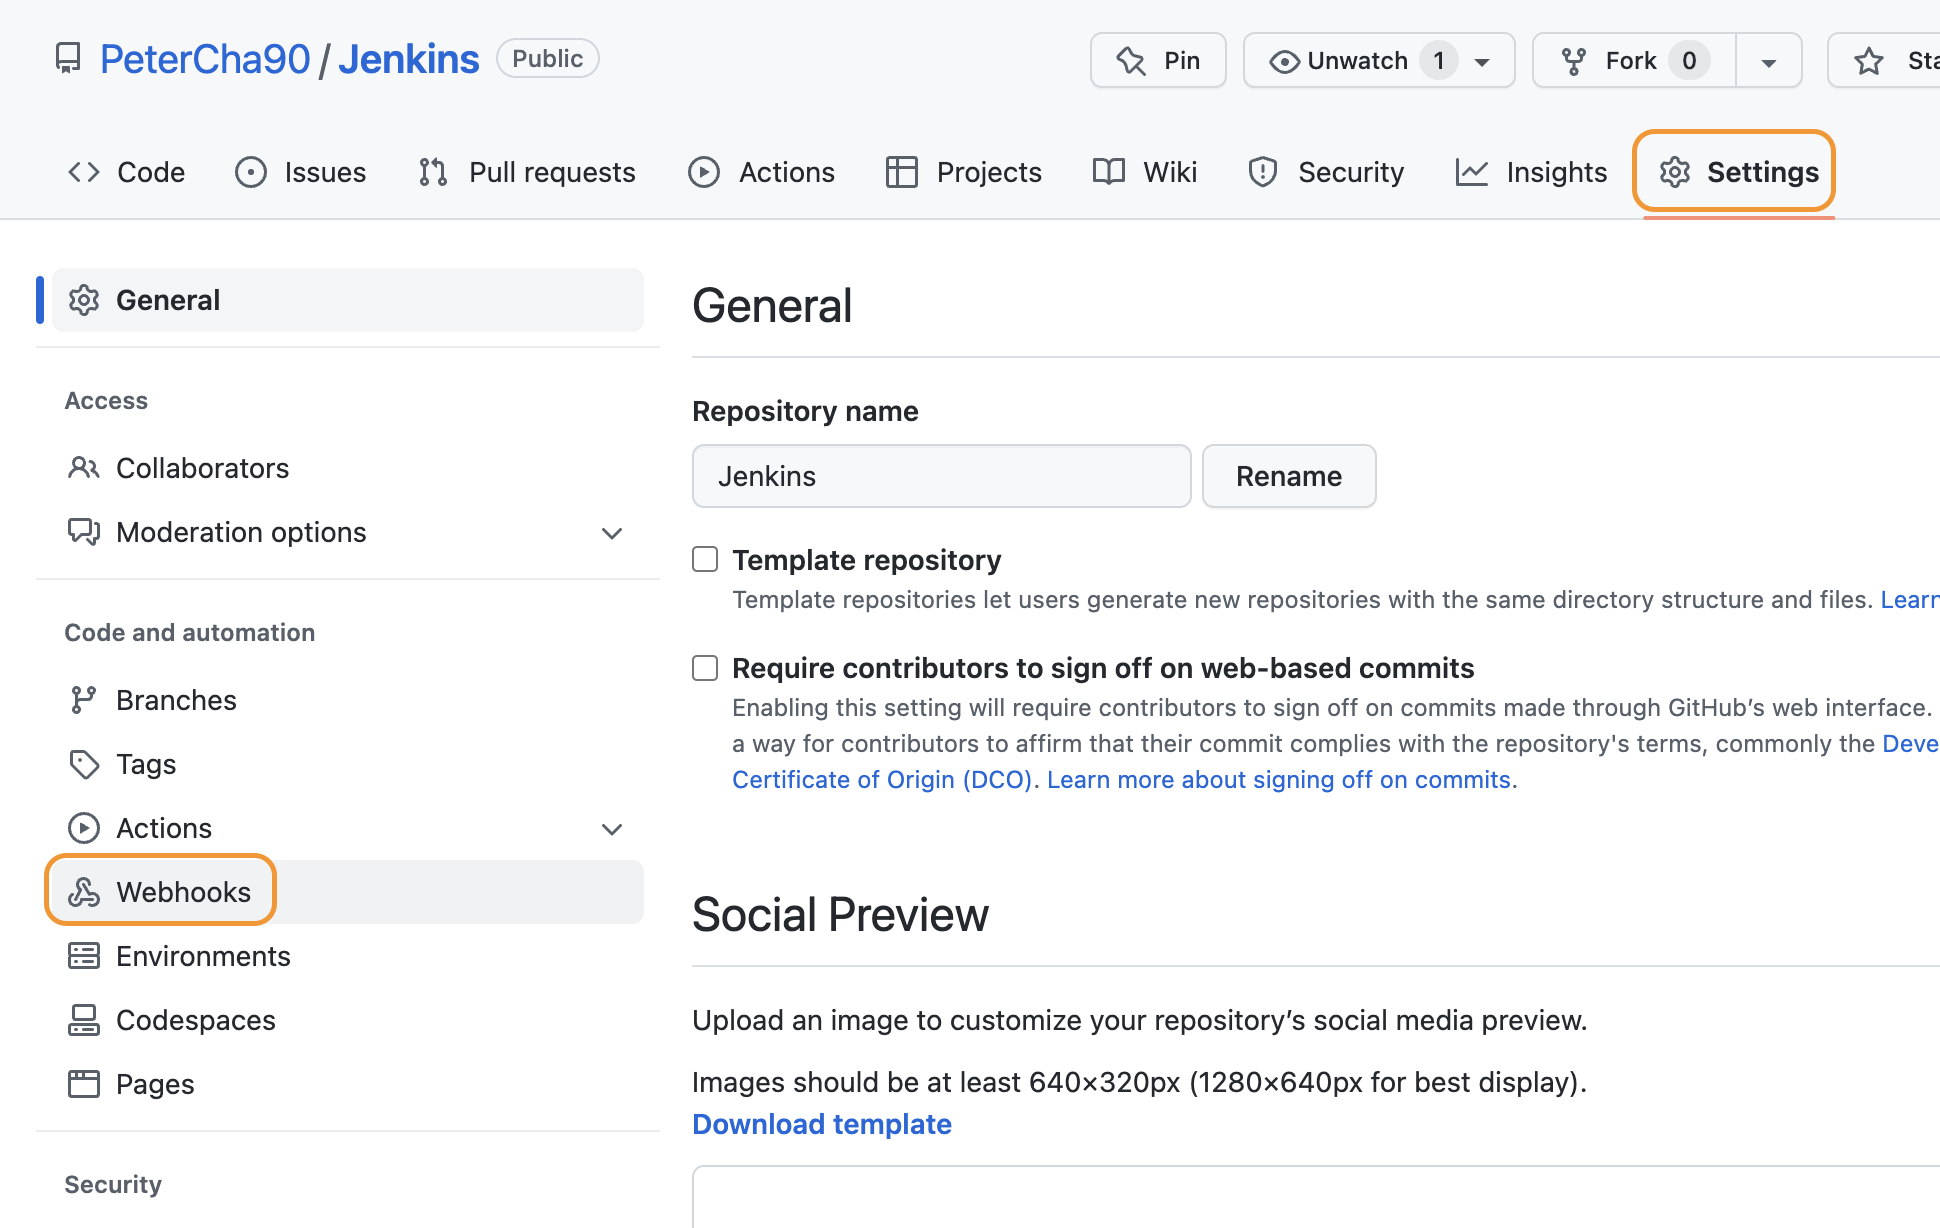 PeterCha90 / Jenkins Public Pin Unwatch 1 Fork 0
Code Issues Pull requests Actions Projects Wiki Security Insights Settings
General
Access
Collaborators
Moderation options
Code and automation
Branches
Tags
Actions
Webhooks
Environments
Codespaces
Pages
Security
General
Repository name
Jenkins Rename
Template repository
Template repositories let users generate new repositories with the same directory structure and files. Learn
Require contributors to sign off on web-based commits
Enabling this setting will require contributors to sign off on commits made through GitHub’s web interface.
a way for contributors to affirm that their commit complies with the repository's terms, commonly the
Certificate of Origin (DCO). Learn more about signing off on commits.
Social Preview
Upload an image to customize your repository’s social media preview.
Images should be at least 640×320px (1280×640px for best display).
Download template